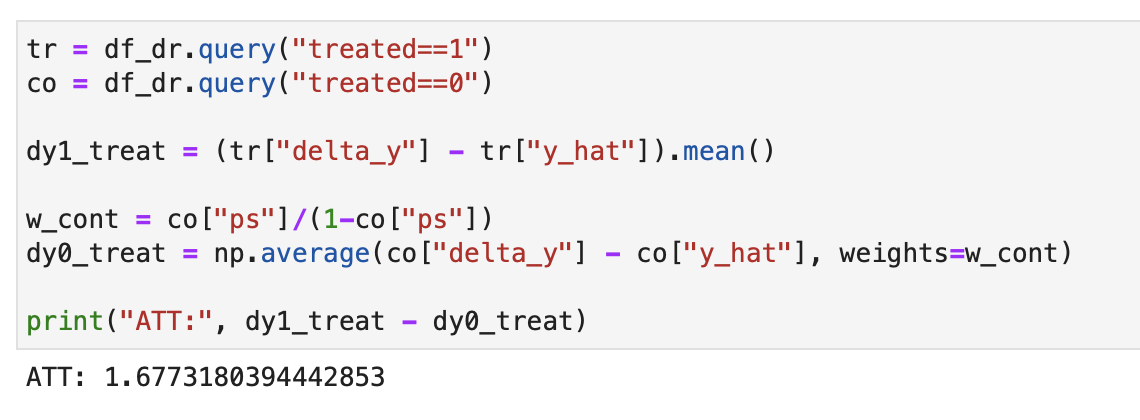 tr = df_dr.query("treated==1")
co = df_dr.query("treated==0")
dy1_treat = (tr["delta_y"] - tr["y_hat"]).mean()
w_cont = co["ps"]/(1-co["ps"])
dy0_treat = np.average(co["delta_y"] - co["y_hat"], weights=w_cont)
print("ATT:", dy1_treat - dy0_treat)
ATT: 1.6773180394442853